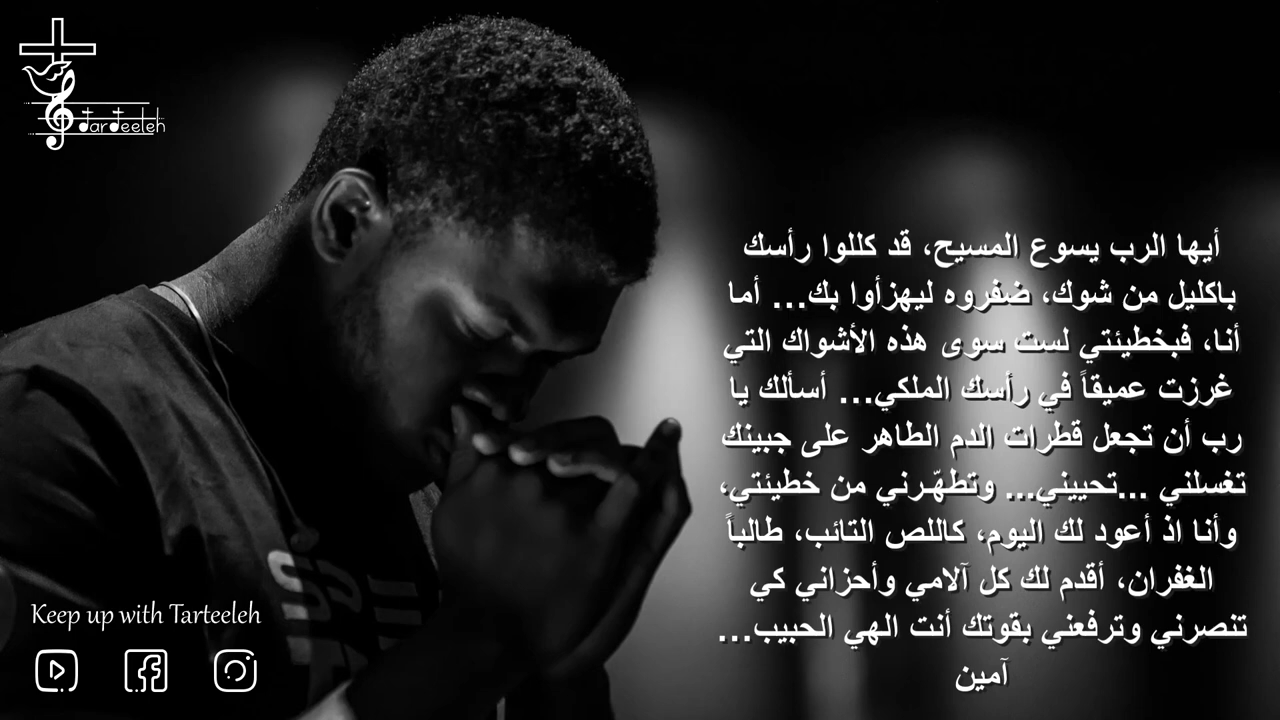 tarteeleh
أيها الرب يسوع المسيح، قد كللوا رأسك
باكليل من شوك، ضفروه ليهزأوا بك... أما
أنا، فبخطيئتي لست سوى هذه الأشواك التي
غرزت عميقاً في رأسك الملكي... أسألك يا
رب أن تجعل قطرات الدم الطاهر على جبينك
تغسلني ...تحييني... وتطهّرني من خطيئتي،
وأنا اذ أعود لك اليوم، كاللص التائب، طالباً
الغفران، أقدم لك كل آلامي وأحزاني كي
تنصرني وترفعني بقوتك أنت الهي الحبيب...
آمين
Keep up with Tarteeleh